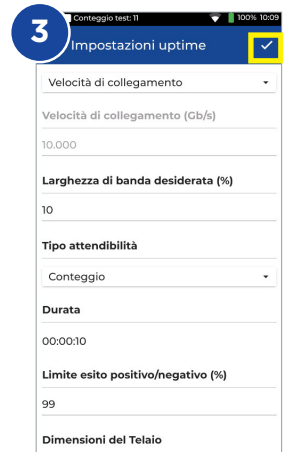 3
Conteggio test: 11 100% 10:09
Impostazioni uptime
Velocità di collegamento
Velocità di collegamento (Gb/s)
10.000
Larghezza di banda desiderata (%)
10
Tipo attendibilità
Conteggio
Durata
00:00:10
Limite esito positivo/negativo (%)
99
Dimensioni del Telaio